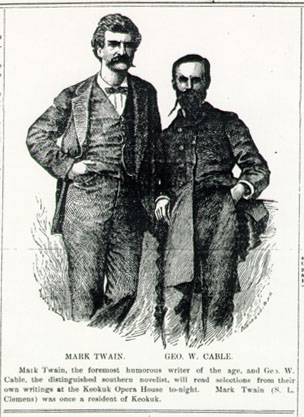 MARK TWAIN. GEO. W. CABLE.
Mark Twain, the foremost humorous writer of the age, and Geo. W.
Cable, the distinguished southern novelist, will read selections from their
own writings at the Keokuk Opera House to-night. Mark Twain (S. L.
Clemens) was once a resident of Keokuk.